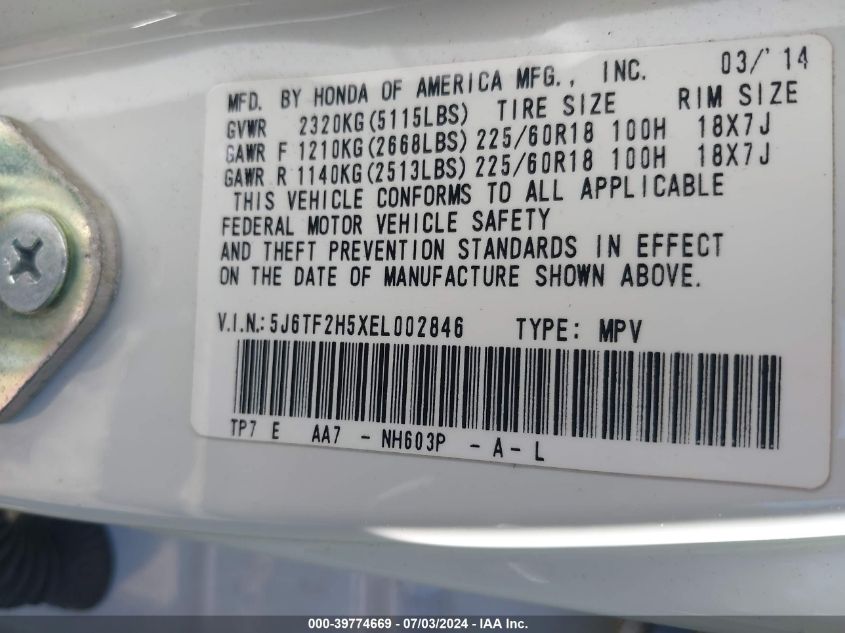 MFD. BY HONDA OF AMERICA MFG., INC. 03/'14
GVWR 2320KG(5115LBS) TIRE SIZE RIM SIZE
GAWR F 1210KG(2668LBS) 225/60R18 100H 18X7J
GAWR R 1140KG(2513LBS) 225/60R18 100H 18X7J
THIS VEHICLE CONFORMS TO ALL APPLICABLE
FEDERAL MOTOR VEHICLE SAFETY
AND THEFT PREVENTION STANDARDS IN EFFECT
ON THE DATE OF MANUFACTURE SHOWN ABOVE.
V.I.N.: 5J6TF2H5XEL002846 TYPE: MPV
TP7 E AA7 - NH603P - A - L
000-39774669 - 07/03/2024 - IAA Inc.